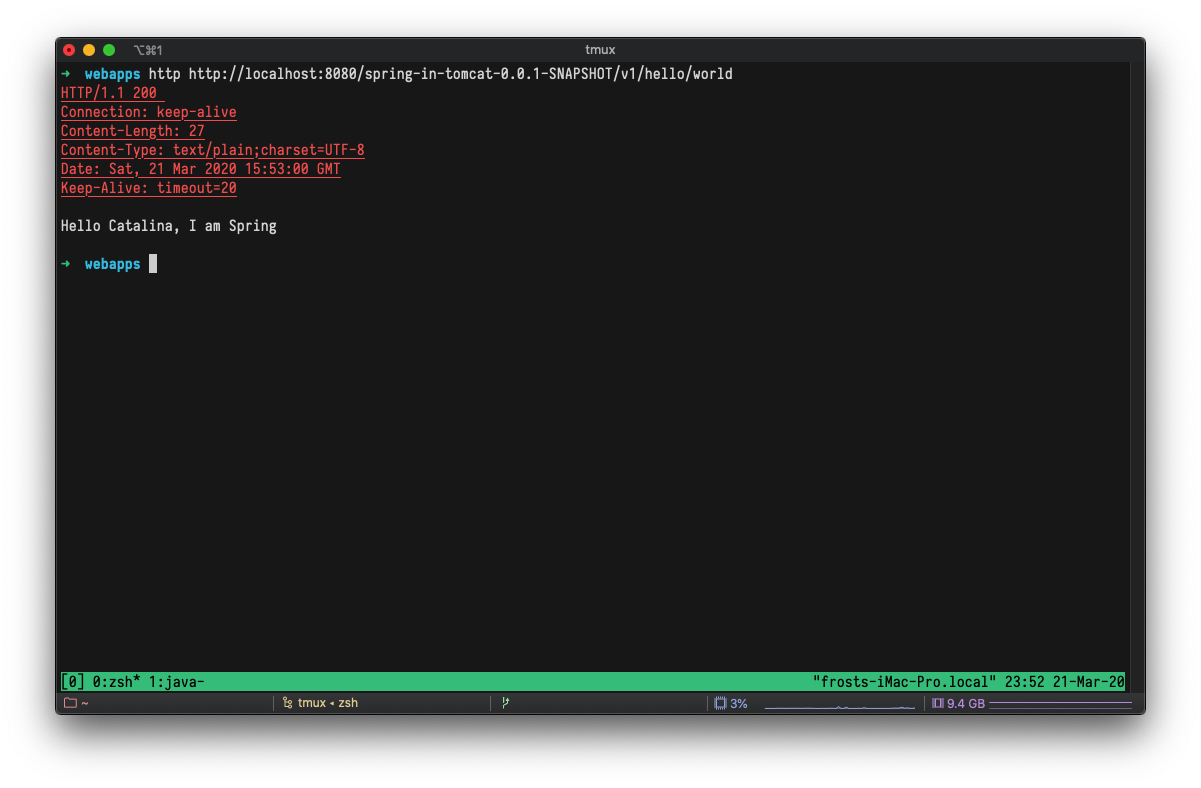 ⌥⌘1 tmux
➜ webapps http http://localhost:8080/spring-in-tomcat-0.0.1-SNAPSHOT/v1/hello/world
HTTP/1.1 200
Connection: keep-alive
Content-Length: 27
Content-Type: text/plain;charset=UTF-8
Date: Sat, 21 Mar 2020 15:53:00 GMT
Keep-Alive: timeout=20
Hello Catalina, I am Spring
➜ webapps
[0] 0:zsh* 1:java- "frosts-iMac-Pro.local" 23:52 21-Mar-20
~ tmux ◂ zsh 3% 9.4 GB